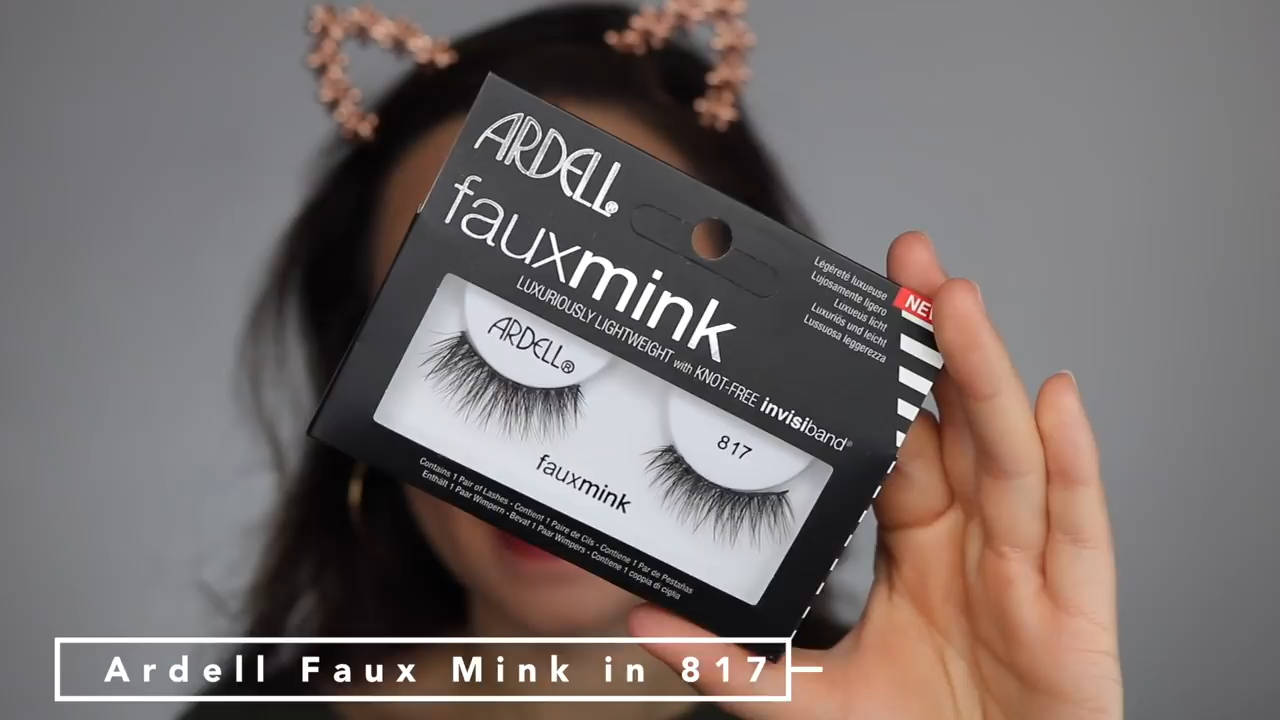 ARDELL®
fauxmink
LUXURIOUSLY LIGHTWEIGHT with KNOT-FREE invisiband®
Légèreté luxueuse
Lujosamente ligero
Luxueus licht
Luxuriös und leicht
Lussuosa leggerezza
ARDELL®
817
fauxmink
Contains 1 Pair of Lashes • Contient 1 Paire de Cils • Contiene 1 Par de Pestañas
Enthält 1 Paar Wimpern • Bevat 1 Paar Wimpers • Contiene 1 coppia di ciglia
Ardell Faux Mink in 817